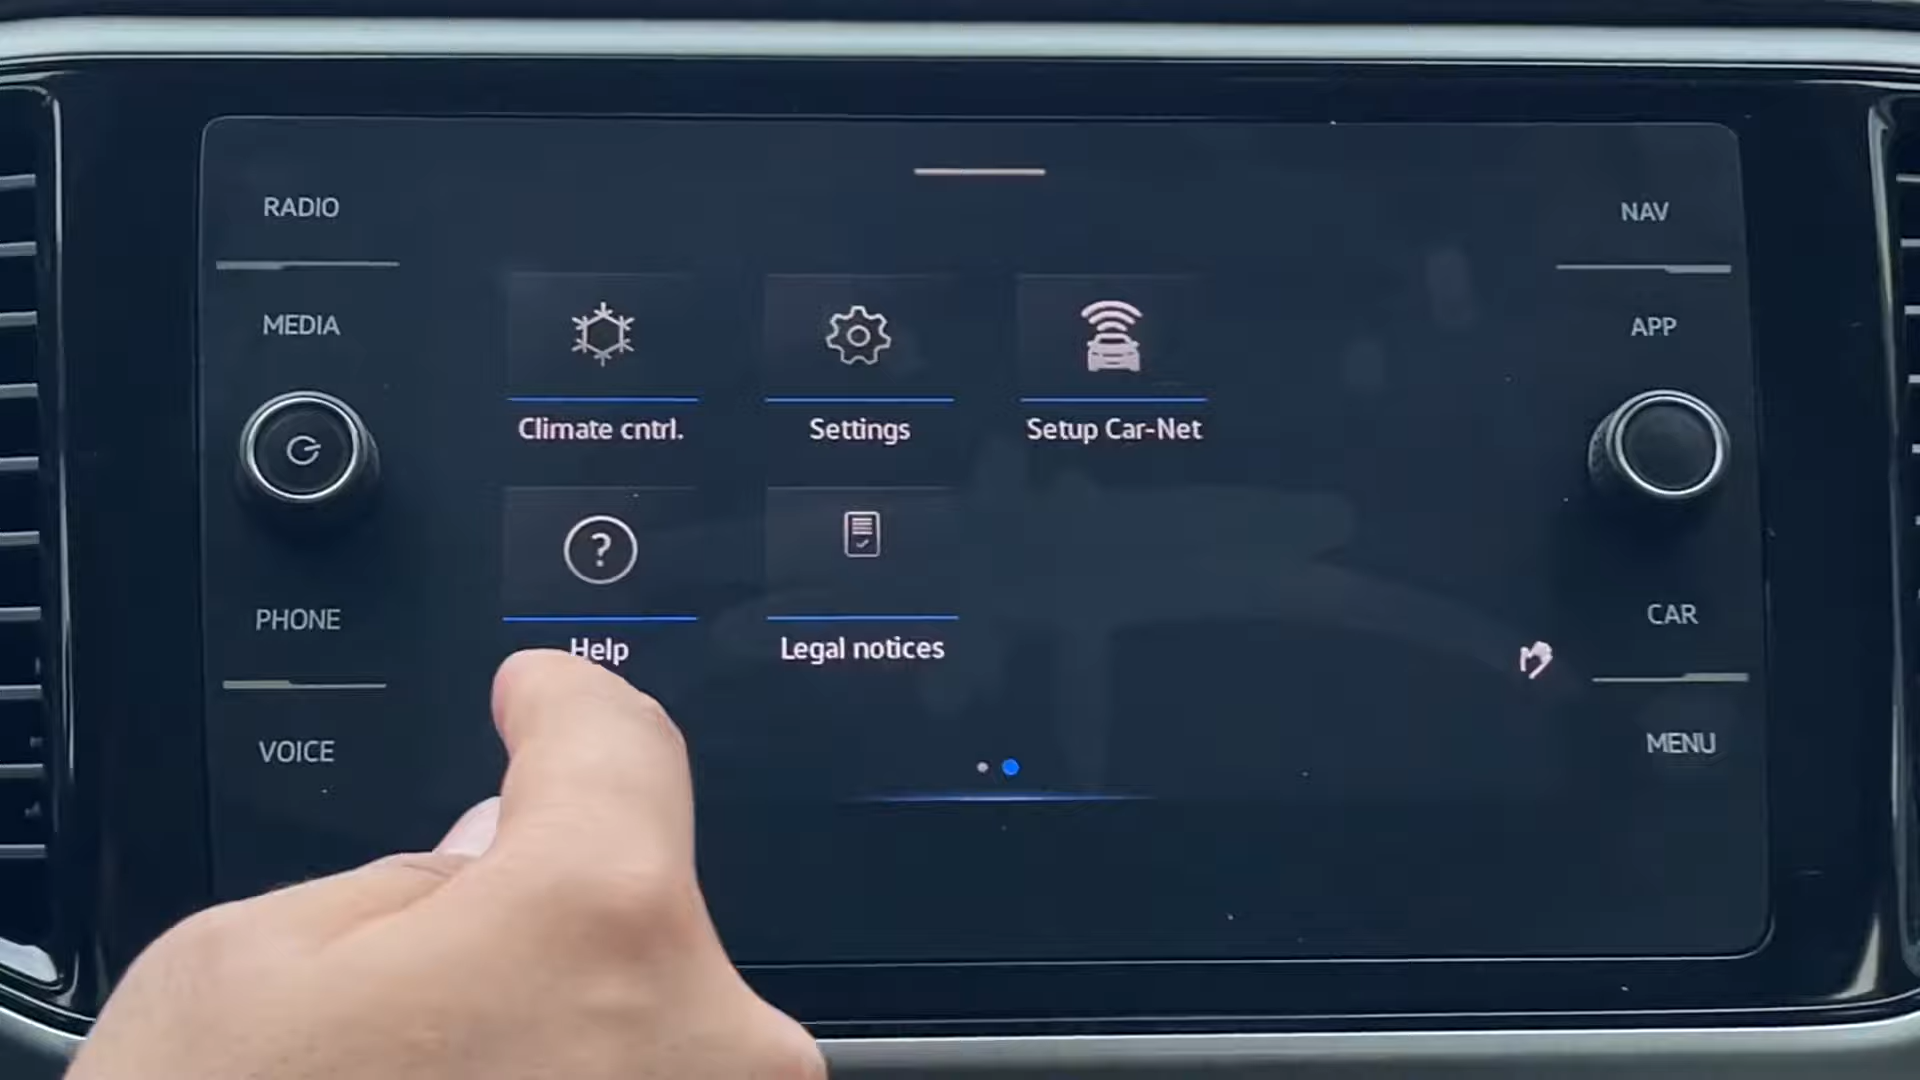 RADIO
MEDIA
PHONE
VOICE
Climate cntrl.
Settings
Setup Car-Net
?
Help
Legal notices
NAV
APP
CAR
MENU